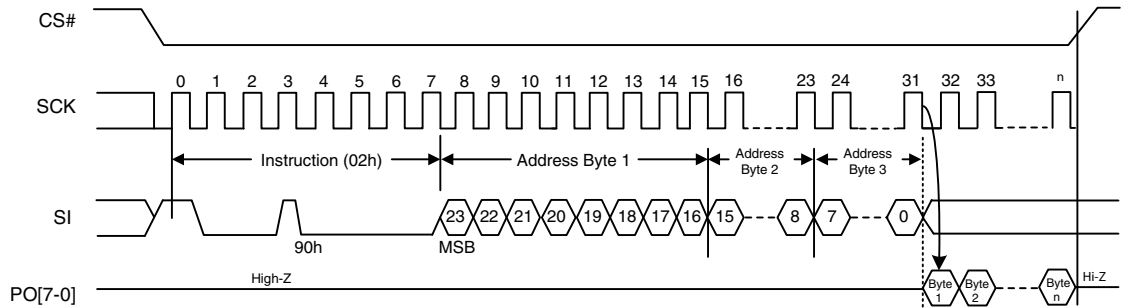 CS#
0 1 2 3 4 5 6 7 8 9 10 11 12 13 14 15 16 23 24 31 32 33 n
SCK
Instruction (02h) Address Byte 1 Address Byte 2 Address Byte 3
SI 23 22 21 20 19 18 17 16 15 8 7 0
90h MSB
High-Z Hi-Z
PO[7-0] Byte 1 Byte 2 Byte n